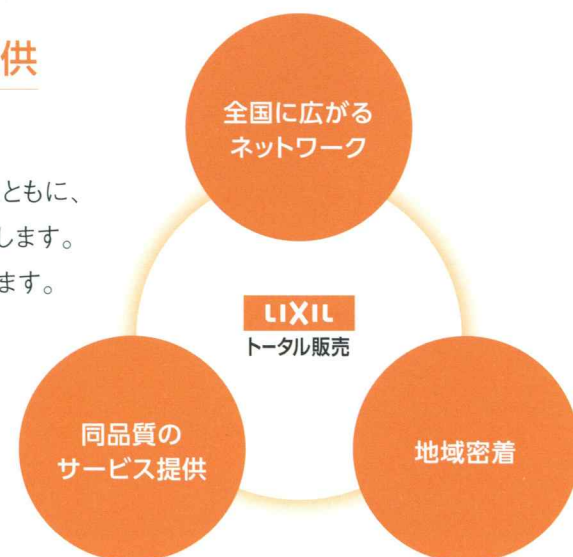 供
ともに、
します。
ます。
全国に広がる
ネットワーク
LIXIL
トータル販売
同品質の
サービス提供
地域密着